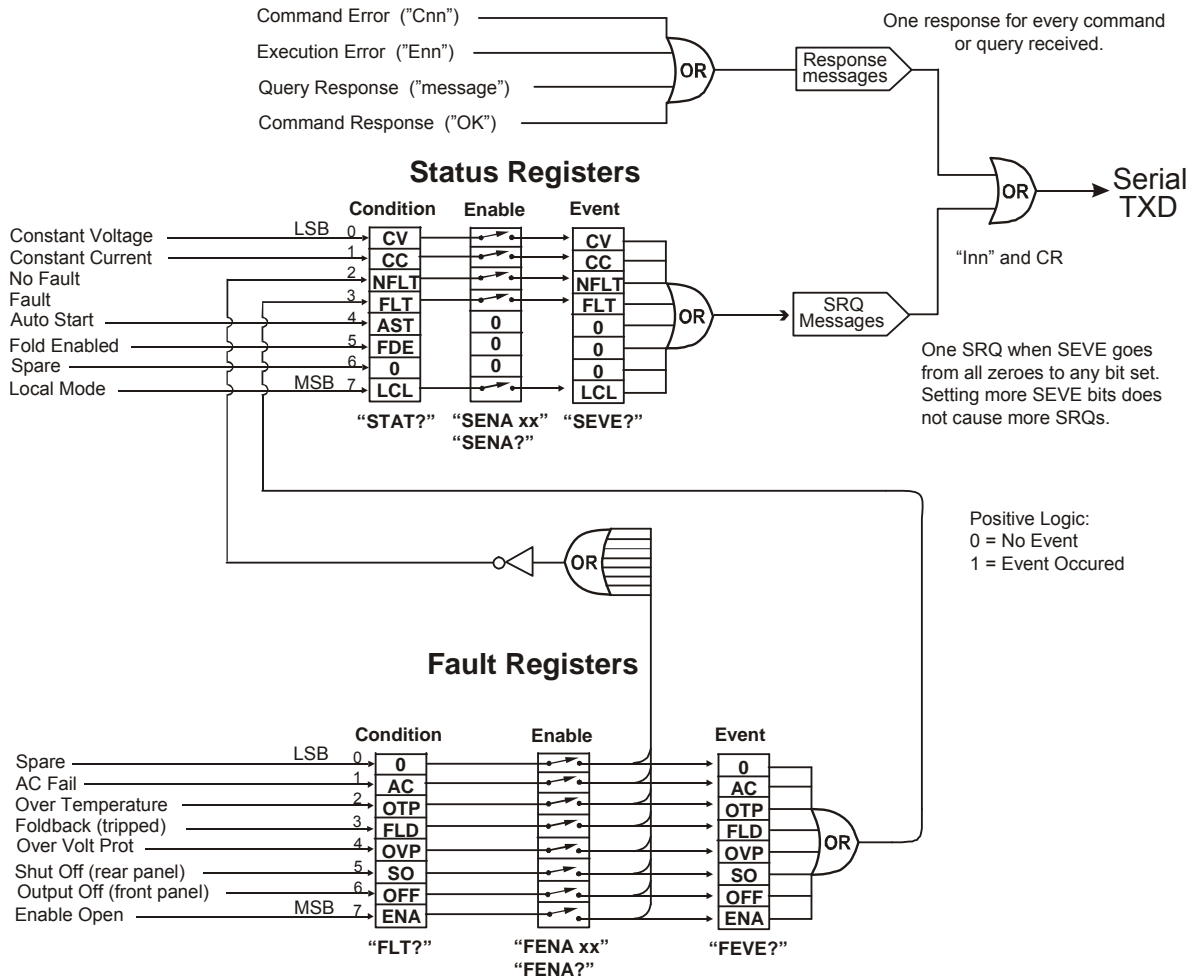 Command Error ("Cnn")
Execution Error ("Enn")
Query Response ("message")
Command Response ("OK")
OR
Response
messages
One response for every command
or query received.
OR
Serial
TXD
"Inn" and CR
Status Registers
Condition Enable Event
Constant Voltage LSB 0 CV CV
Constant Current 1 CC CC
No Fault 2 NFLT NFLT
Fault 3 FLT FLT
Auto Start 4 AST 0 0
Fold Enabled 5 FDE 0 0
Spare 6 0 0 0
Local Mode MSB 7 LCL LCL
OR
SRQ
Messages
"STAT?" "SENA xx" "SEVE?"
"SENA?"
One SRQ when SEVE goes
from all zeroes to any bit set.
Setting more SEVE bits does
not cause more SRQs.
Positive Logic:
0 = No Event
1 = Event Occured
OR
Fault Registers
Condition Enable Event
Spare LSB 0 0 0
AC Fail 1 AC AC
Over Temperature 2 OTP OTP
Foldback (tripped) 3 FLD FLD
Over Volt Prot 4 OVP OVP
Shut Off (rear panel) 5 SO SO
Output Off (front panel) 6 OFF OFF
Enable Open MSB 7 ENA ENA
OR
"FLT?" "FENA xx" "FEVE?"
"FENA?"